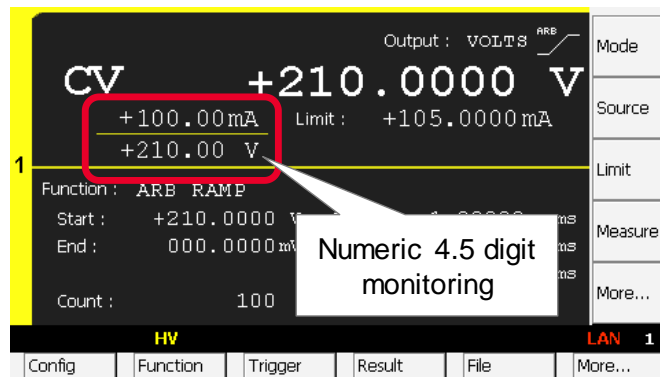 Output : VOLTS ARB
CV +210.0000 V
+100.00mA Limit : +105.0000mA
+210.00 V
1
Function : ARB RAMP
Start : +210.0000 ms
End : 000.0000m ms
ms
Count : 100
Numeric 4.5 digit
monitoring
Mode
Source
Limit
Measure
More...
HV LAN 1
Config Function Trigger Result File More...